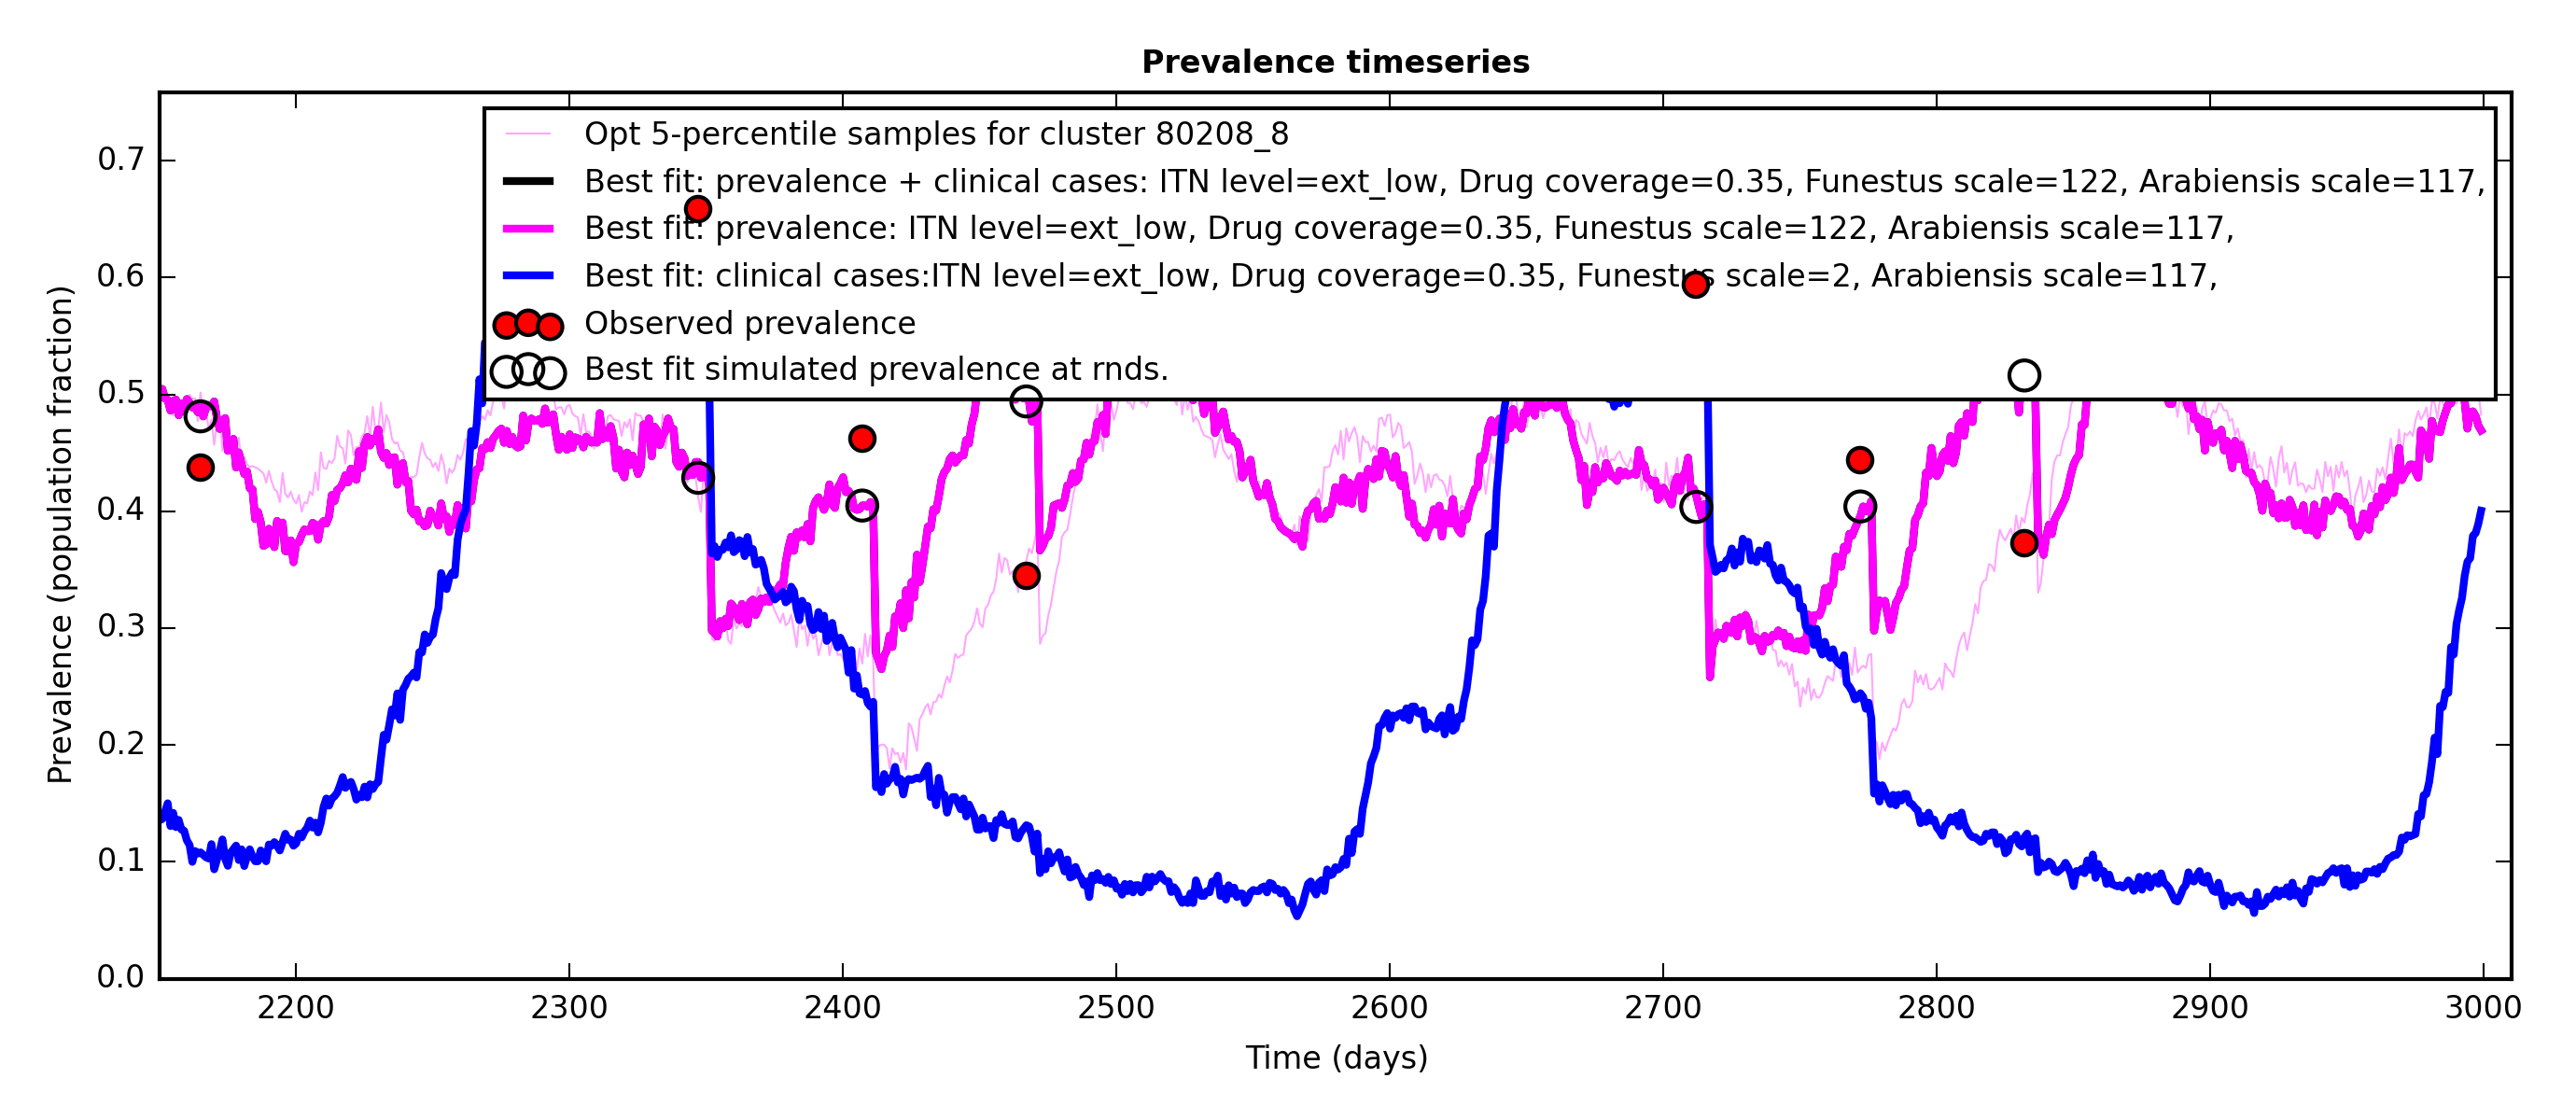 Prevalence timeseries
Opt 5-percentile samples for cluster 80208_8
Best fit: prevalence + clinical cases: ITN level=ext_low, Drug coverage=0.35, Funestus scale=122, Arabiensis scale=117,
Best fit: prevalence: ITN level=ext_low, Drug coverage=0.35, Funestus scale=122, Arabiensis scale=117,
Best fit: clinical cases:ITN level=ext_low, Drug coverage=0.35, Funestus scale=2, Arabiensis scale=117,
Observed prevalence
Best fit simulated prevalence at rnds.
Prevalence (population fraction)
0.7
0.6
0.5
0.4
0.3
0.2
0.1
0.0
2200 2300 2400 2500 2600 2700 2800 2900 3000
Time (days)